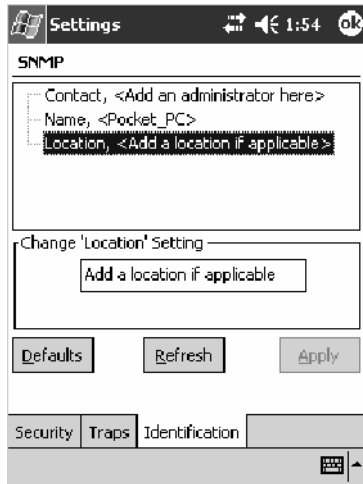 Settings 1:54 ok
SNMP
Contact, <Add an administrator here>
Name, <Pocket_PC>
Location, <Add a location if applicable>
Change 'Location' Setting
Add a location if applicable
Defaults Refresh Apply
Security Traps Identification